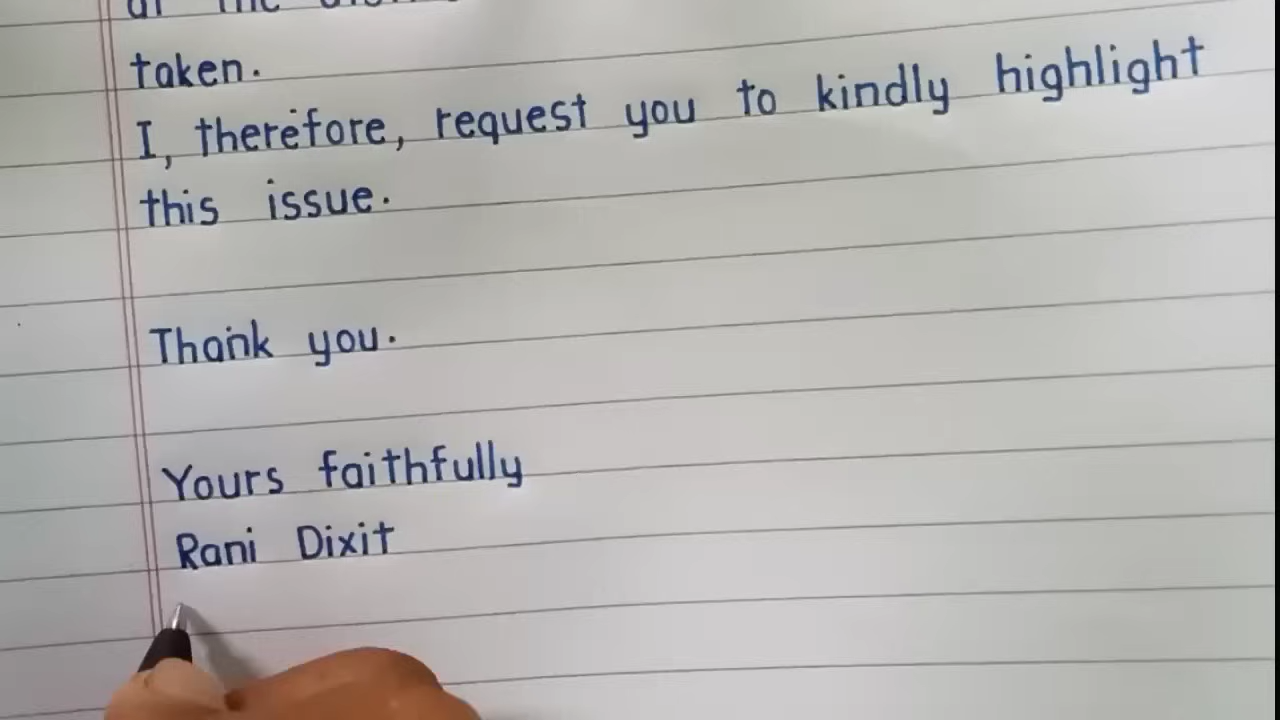 taken.
I, therefore, request you to kindly highlight
this issue.
Thank you.
Yours faithfully
Rani Dixit